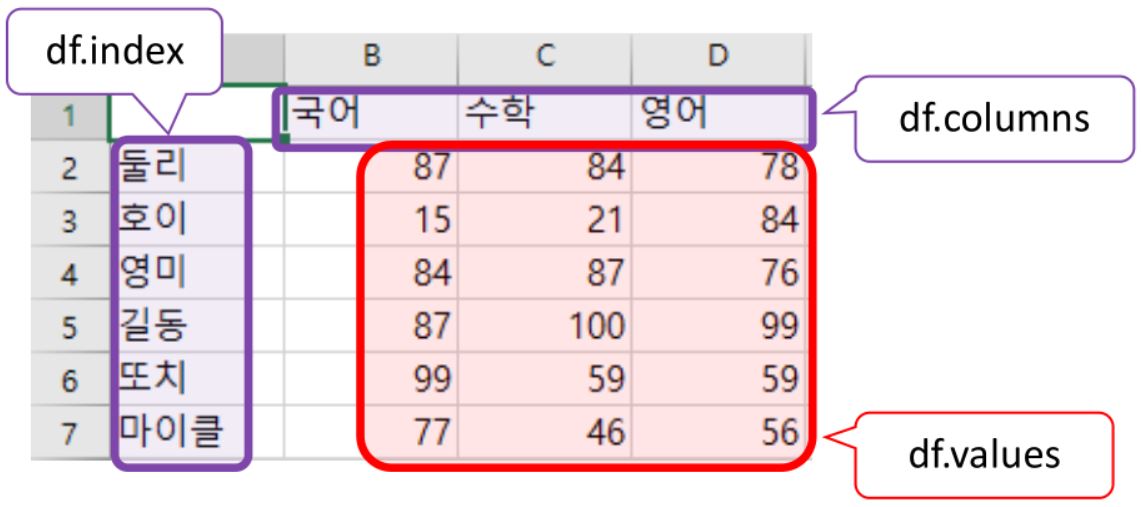 df.index
B C D
df.columns
1 국어 수학 영어
2 둘리 87 84 78
3 호이 15 21 84
4 영미 84 87 76
5 길동 87 100 99
6 또치 99 59 59
7 마이클 77 46 56
df.values